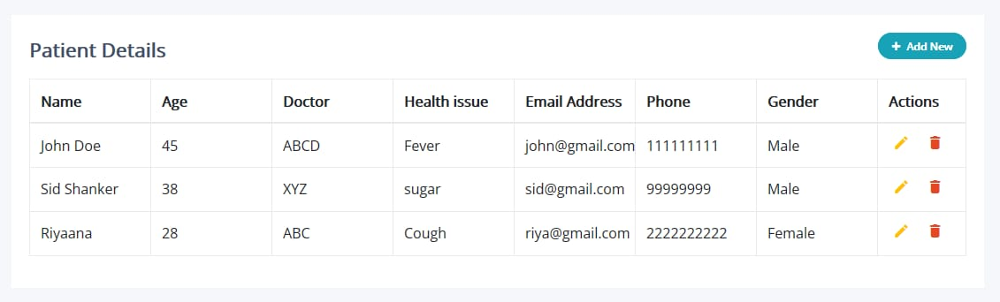 Patient Details
+ Add New
Name Age Doctor Health issue Email Address Phone Gender Actions
John Doe 45 ABCD Fever john@gmail.com 111111111 Male
Sid Shanker 38 XYZ sugar sid@gmail.com 99999999 Male
Riyaana 28 ABC Cough riya@gmail.com 2222222222 Female